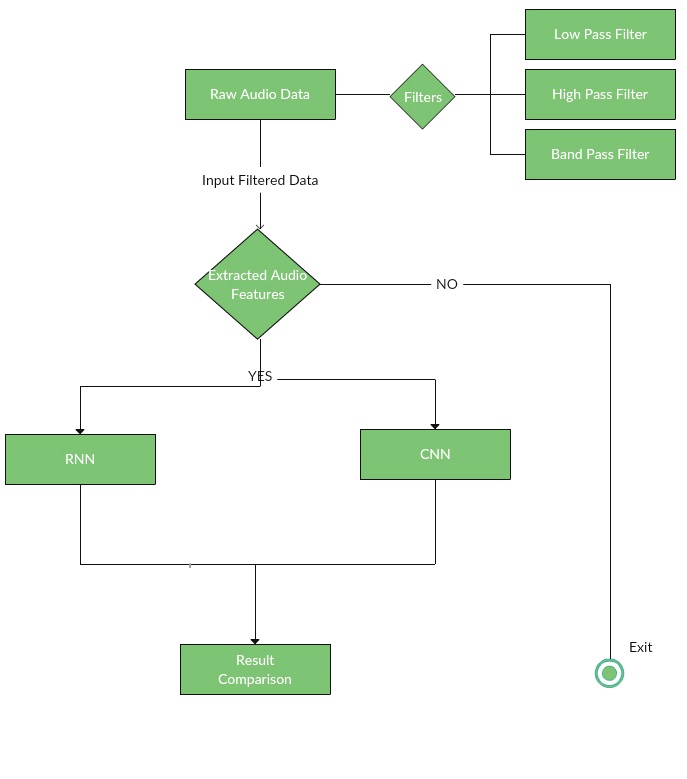 Low Pass Filter
Raw Audio Data
Filters
High Pass Filter
Band Pass Filter
Input Filtered Data
Extracted Audio
Features
NO
YES
RNN
CNN
Result
Comparison
Exit